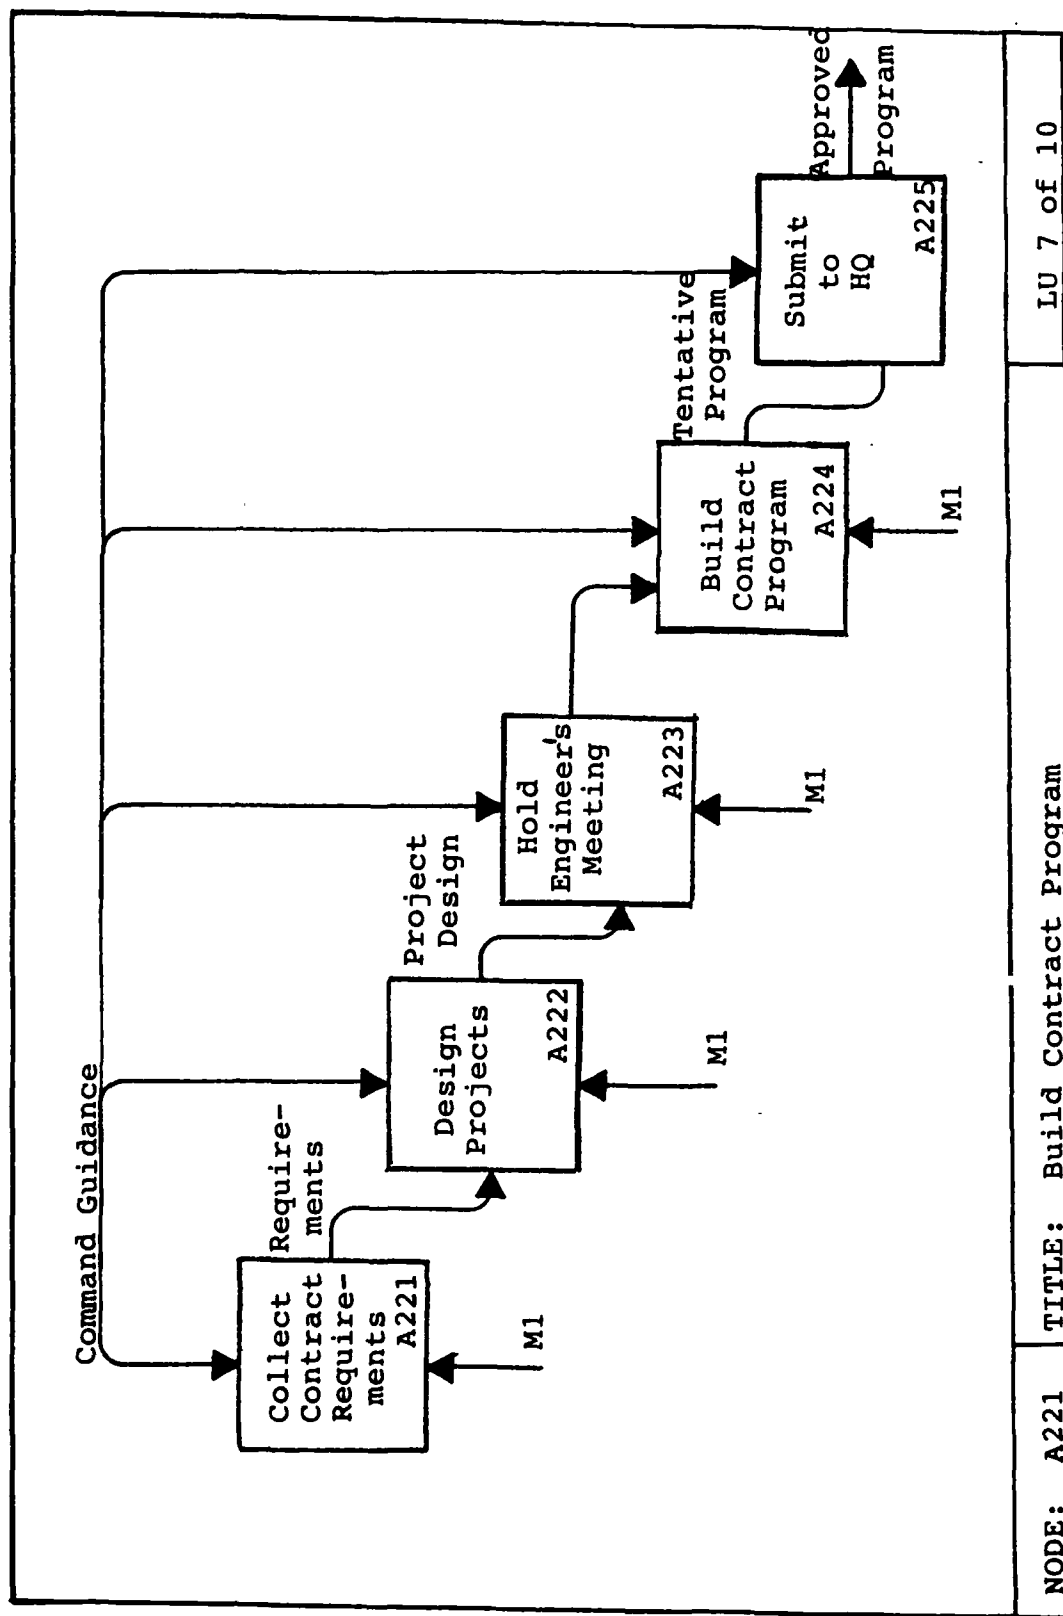 Command Guidance
Collect
Contract
Require-
ments
A221
Require-
ments
M1
Design
Projects
A222
Project
Design
M1
Hold
Engineer's
Meeting
A223
M1
Build
Contract
Program
A224
Tentative
Program
M1
Submit
to
HQ
A225
Approved
Program
NODE: A221
TITLE: Build Contract Program
LU 7 of 10